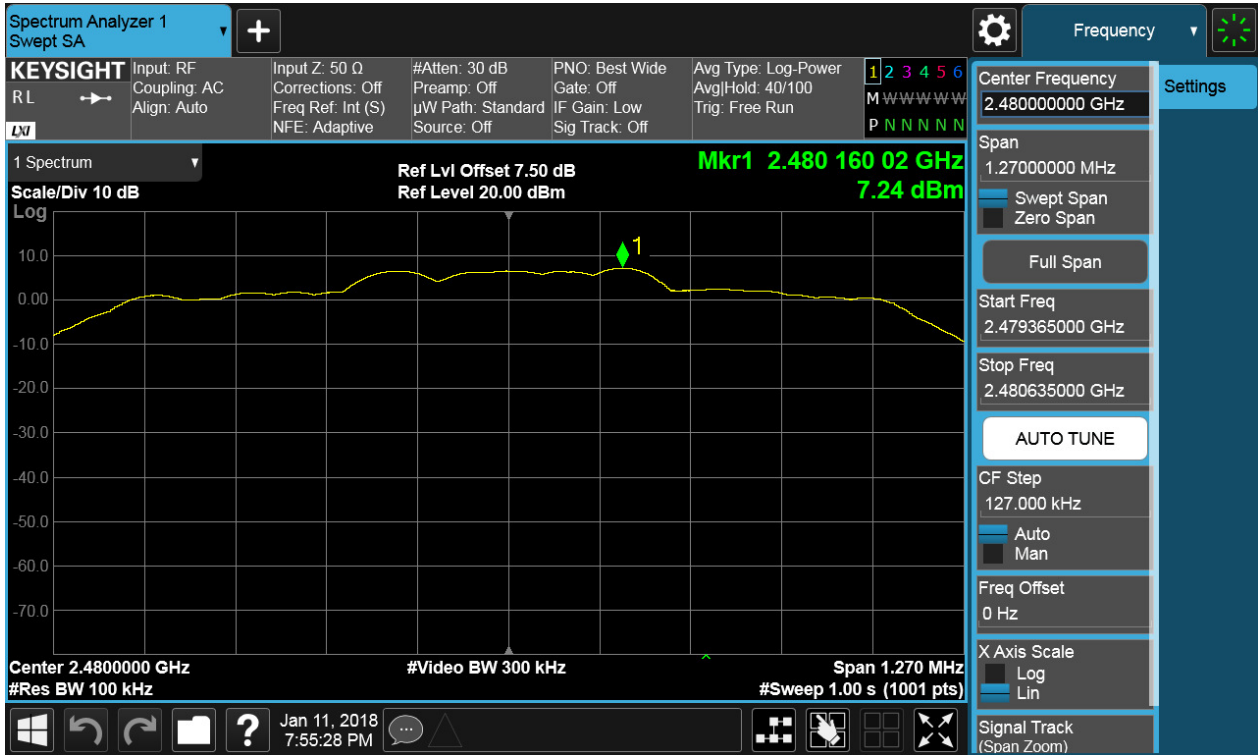 Spectrum Analyzer 1
Swept SA
+
Frequency
KEYSIGHT
R L
LXI
Input: RF
Coupling: AC
Align: Auto
Input Z: 50 Ω
Corrections: Off
Freq Ref: Int (S)
NFE: Adaptive
#Atten: 30 dB
Preamp: Off
µW Path: Standard
Source: Off
PNO: Best Wide
Gate: Off
IF Gain: Low
Sig Track: Off
Avg Type: Log-Power
Avg|Hold: 40/100
Trig: Free Run
1 2 3 4 5 6
M W W W W W
P N N N N N
1 Spectrum
Scale/Div 10 dB
Log
Ref Lvl Offset 7.50 dB
Ref Level 20.00 dBm
Mkr1 2.480 160 02 GHz
7.24 dBm
1
10.0
0.00
-10.0
-20.0
-30.0
-40.0
-50.0
-60.0
-70.0
Center 2.4800000 GHz
#Res BW 100 kHz
#Video BW 300 kHz
Span 1.270 MHz
#Sweep 1.00 s (1001 pts)
?
Jan 11, 2018
7:55:28 PM
Center Frequency
2.480000000 GHz
Span
1.27000000 MHz
Swept Span
Zero Span
Full Span
Start Freq
2.479365000 GHz
Stop Freq
2.480635000 GHz
AUTO TUNE
CF Step
127.000 kHz
Auto
Man
Freq Offset
0 Hz
X Axis Scale
Log
Lin
Signal Track
(Span Zoom)
Settings